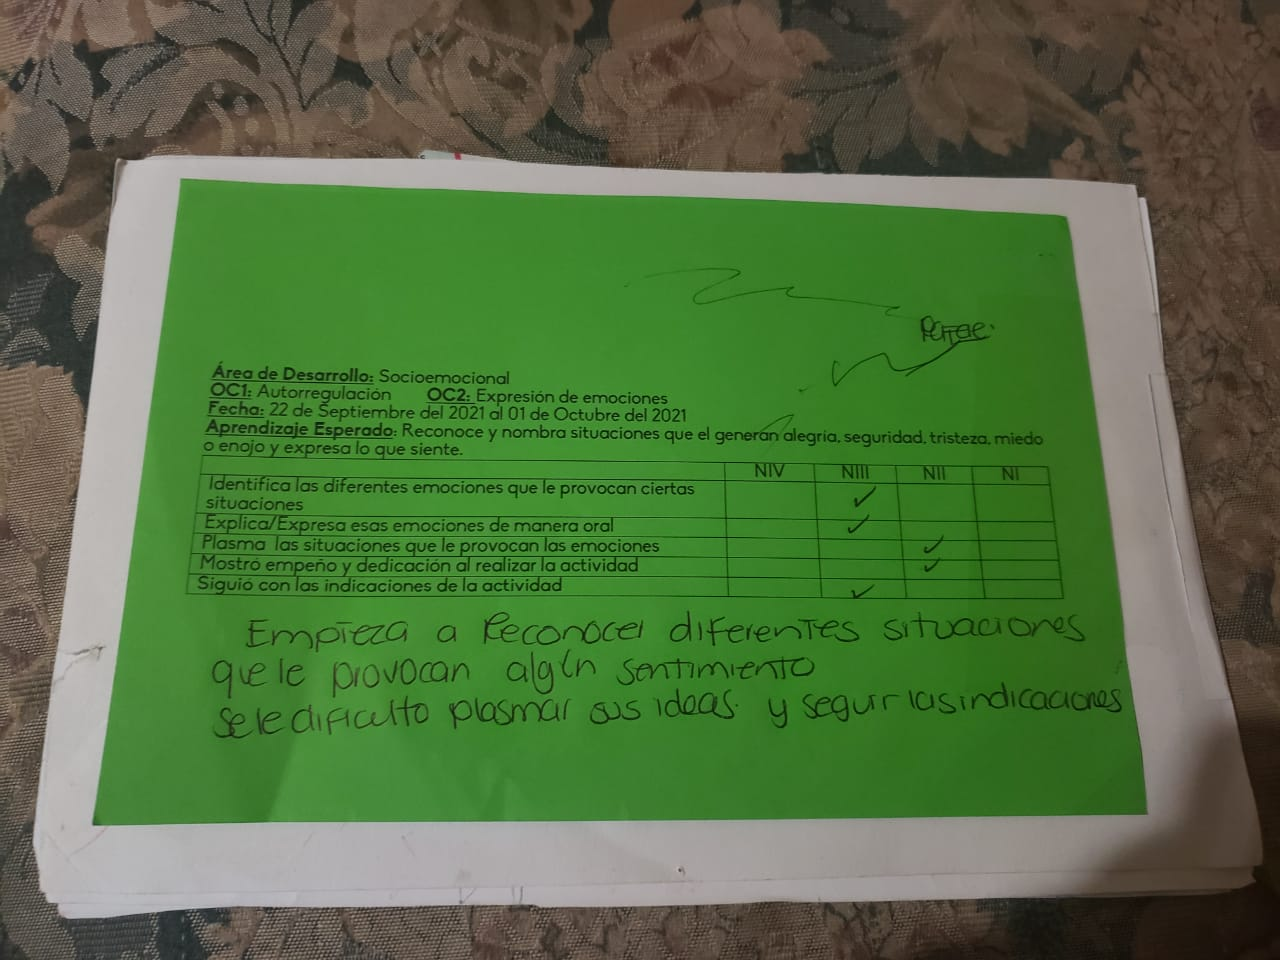 Área de Desarrollo: Socioemocional
OC1: Autorregulación OC2: Expresión de emociones
Fecha: 22 de Septiembre del 2021 al 01 de Octubre del 2021
Aprendizaje Esperado: Reconoce y nombra situaciones que el generan alegría, seguridad, tristeza, miedo
o enojo y expresa lo que siente.
NIV NIII NII NI
Identifica las diferentes emociones que le provocan ciertas
situaciones ✓
Explica/Expresa esas emociones de manera oral ✓
Plasma las situaciones que le provocan las emociones ✓
Mostró empeño y dedicación al realizar la actividad ✓
Siguió con las indicaciones de la actividad ✓
Empieza a Reconocer diferentes situaciones
que le provocan algún sentimiento
Se le dificulto plasmar sus ideas. y seguir las indicaciones